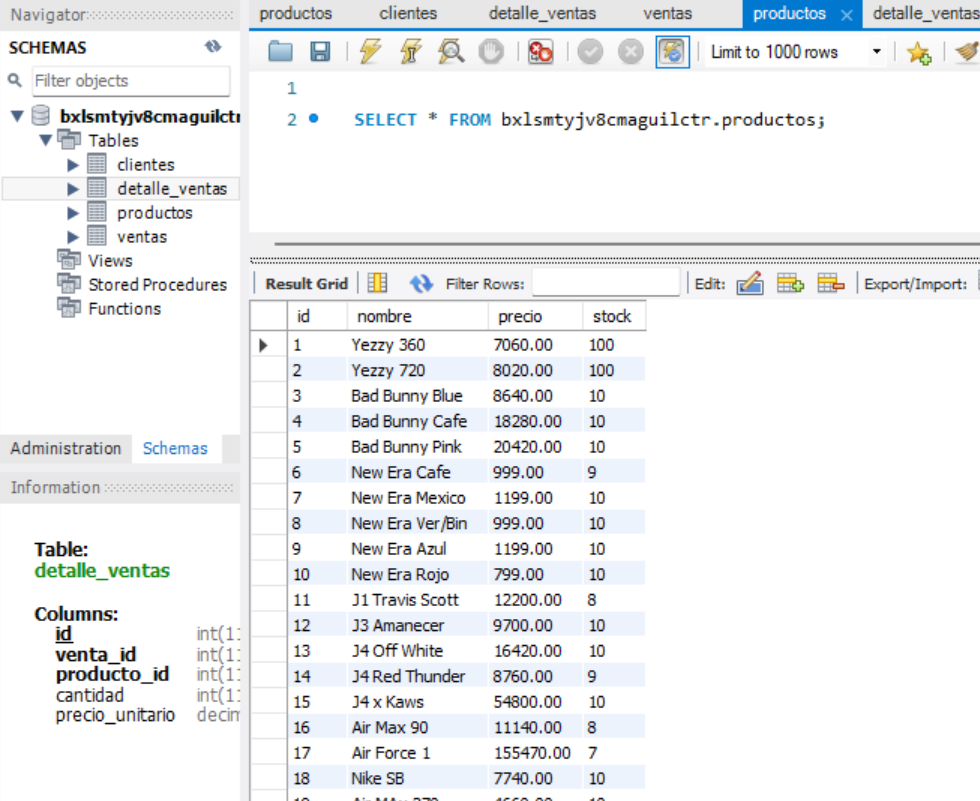 Navigator
SCHEMAS
Filter objects
bxlsmtyjv8cmaguilctr
Tables
clientes
detalle_ventas
productos
ventas
Views
Stored Procedures
Functions
Administration Schemas
Information
Table:
detalle_ventas
Columns:
id int(11
venta_id int(11
producto_id int(11
cantidad int(11
precio_unitario decim
productos clientes detalle_ventas ventas productos detalle_ventas
Limit to 1000 rows
1
2 SELECT * FROM bxlsmtyjv8cmaguilctr.productos;
Result Grid Filter Rows: Edit: Export/Import:
id nombre precio stock
1 Yezzy 360 7060.00 100
2 Yezzy 720 8020.00 100
3 Bad Bunny Blue 8640.00 10
4 Bad Bunny Cafe 18280.00 10
5 Bad Bunny Pink 20420.00 10
6 New Era Cafe 999.00 9
7 New Era Mexico 1199.00 10
8 New Era Ver/Bin 999.00 10
9 New Era Azul 1199.00 10
10 New Era Rojo 799.00 10
11 J1 Travis Scott 12200.00 8
12 J3 Amanecer 9700.00 10
13 J4 Off White 16420.00 10
14 J4 Red Thunder 8760.00 9
15 J4 x Kaws 54800.00 10
16 Air Max 90 11140.00 8
17 Air Force 1 155470.00 7
18 Nike SB 7740.00 10